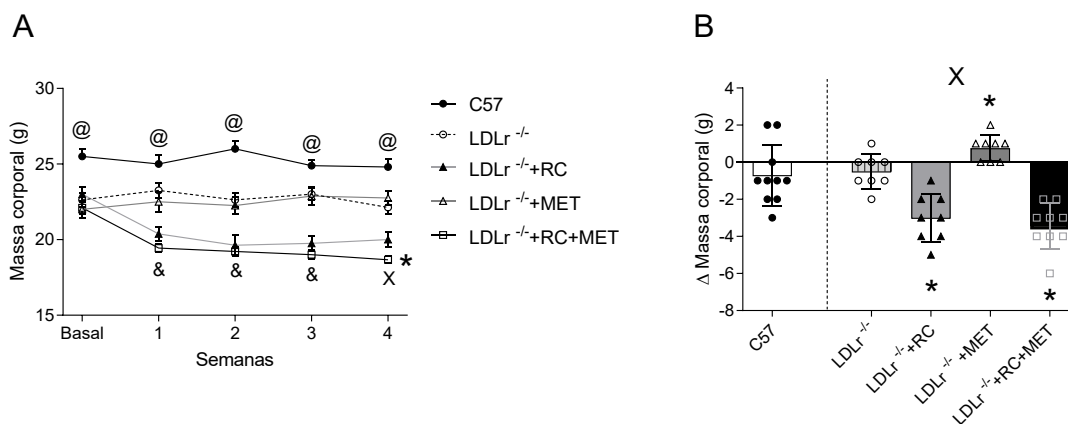 A
Massa corporal (g)
30
25
20
15
@ @ @ @ @
& & & X *
Basal 1 2 3 4
Semanas
C57
LDLr -/-
LDLr -/-+RC
LDLr -/-+MET
LDLr -/-+RC+MET
B
Δ Massa corporal (g)
4
2
0
-2
-4
-6
-8
X
*
*
*
C57
LDLr-/-
LDLr-/-+RC
LDLr-/- +MET
LDLr-/-+RC+MET